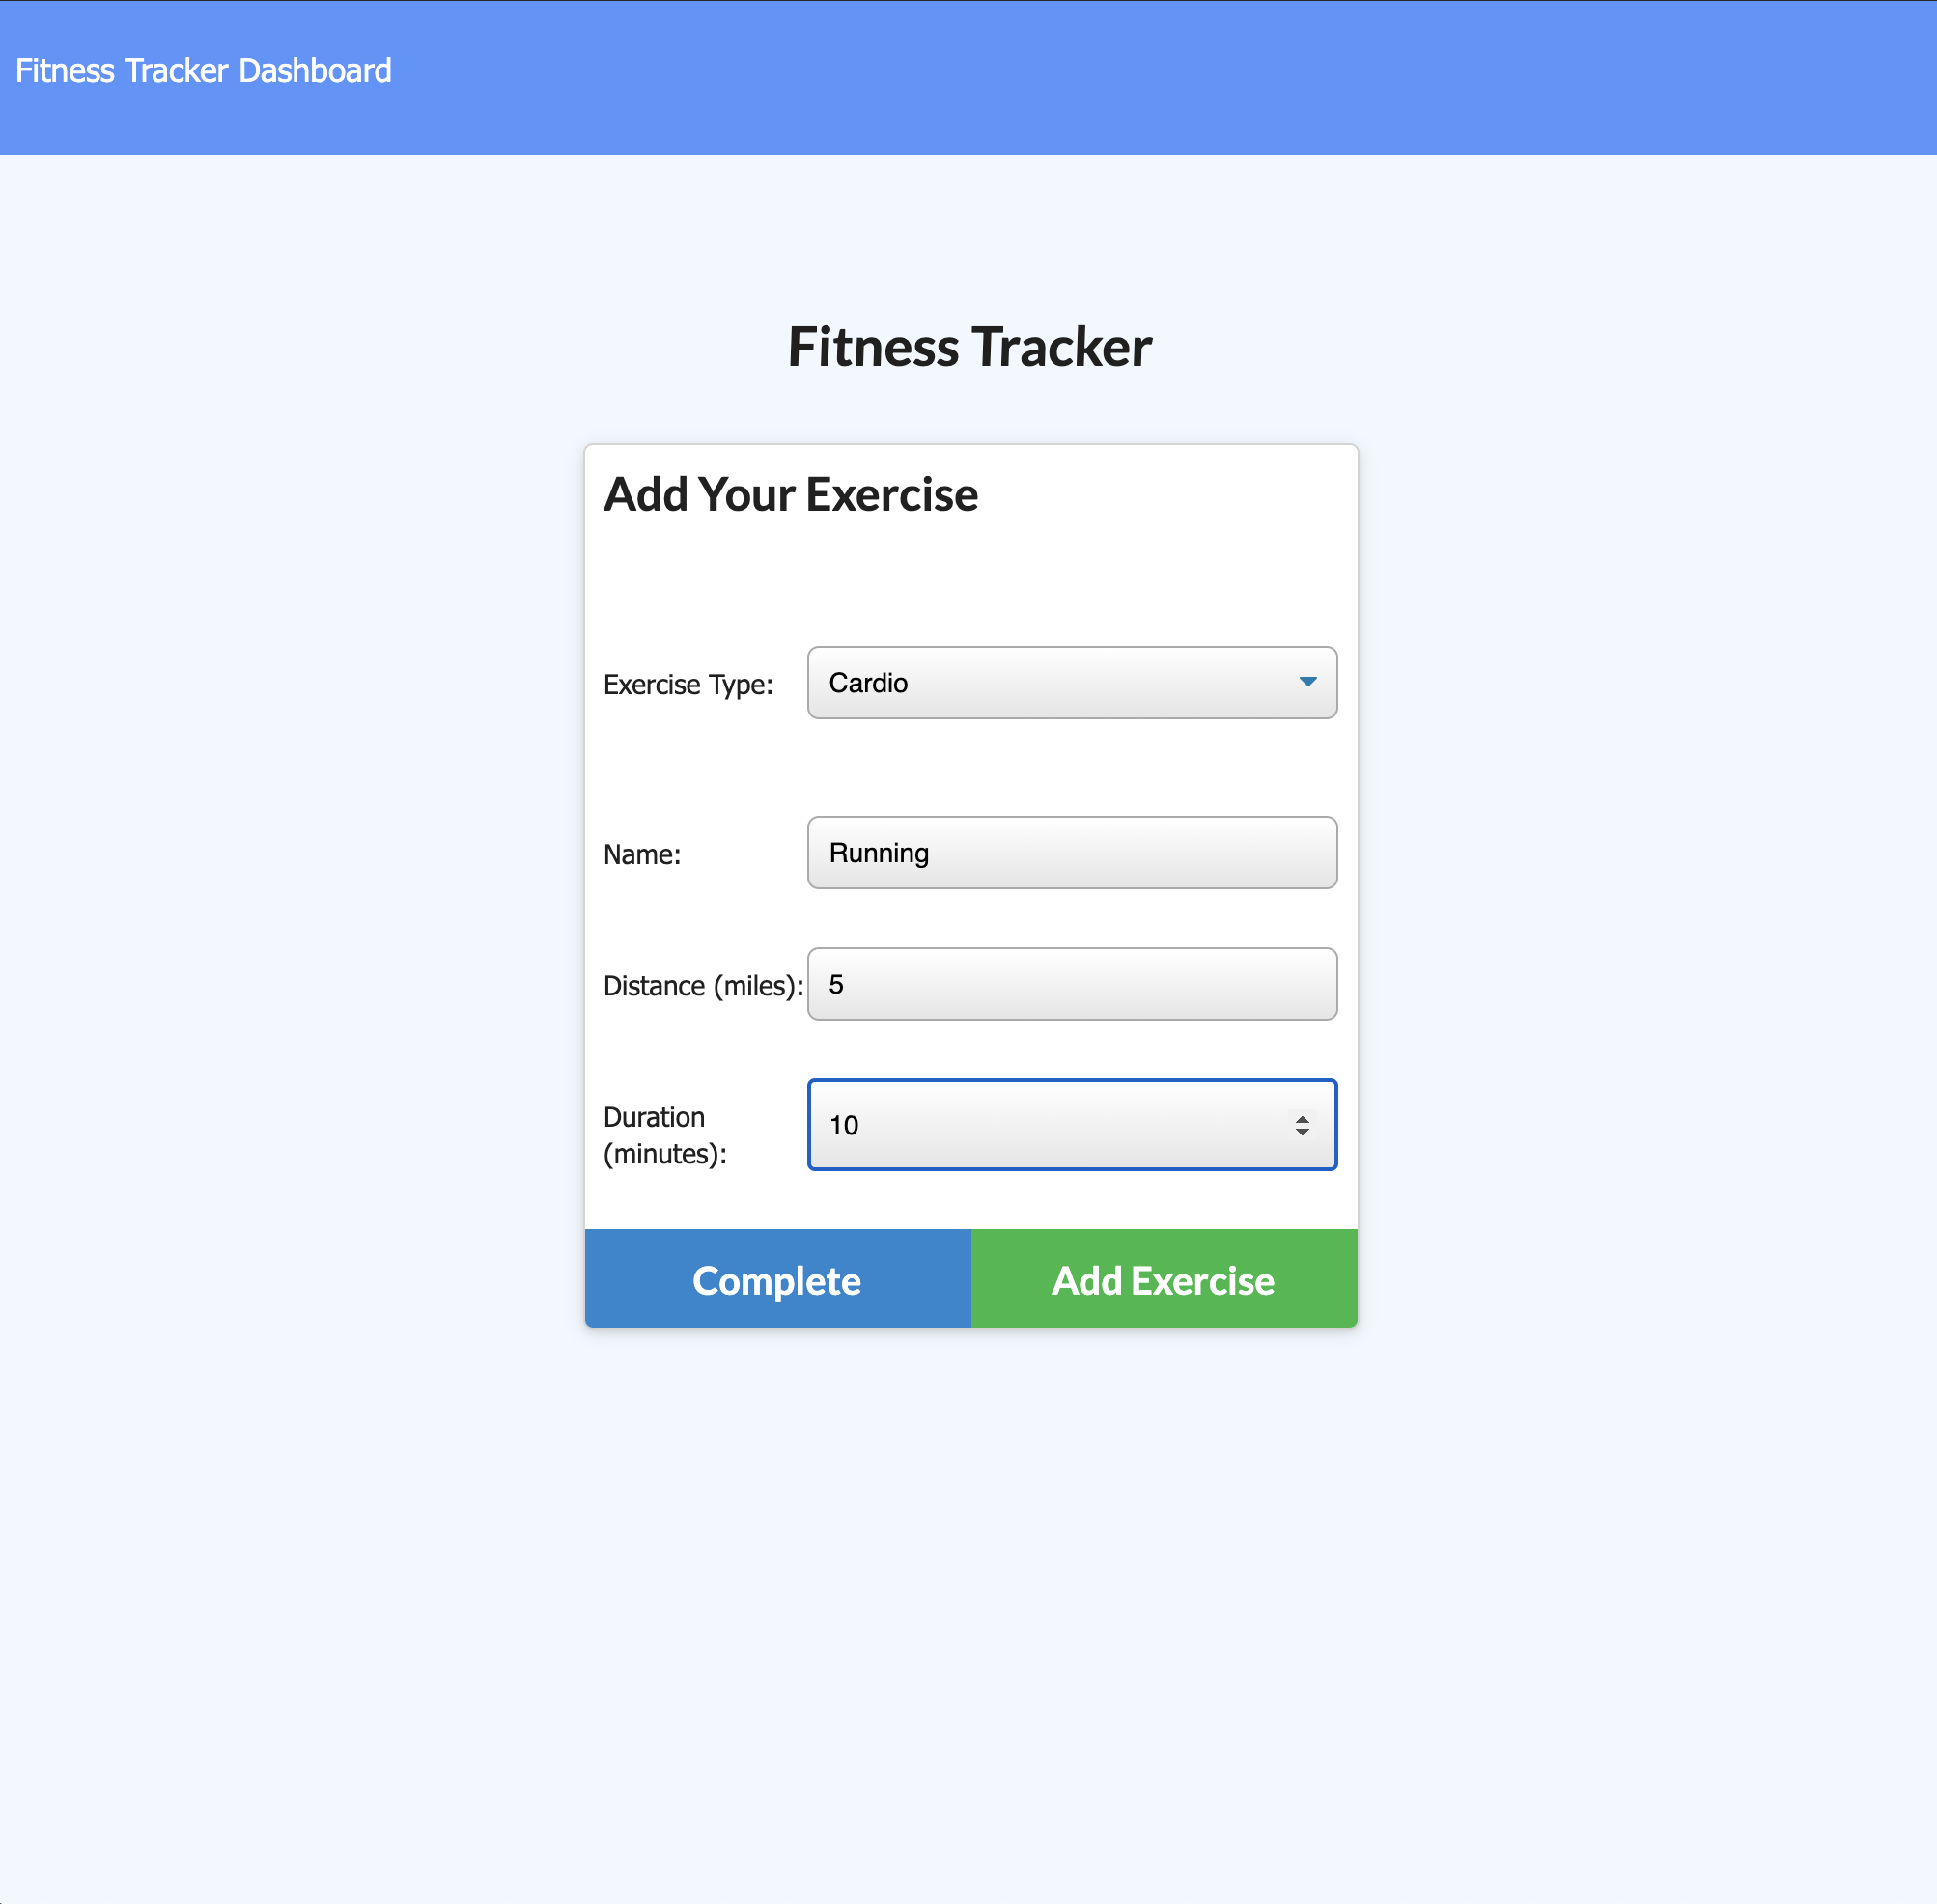 Fitness Tracker Dashboard
Fitness Tracker
Add Your Exercise
Exercise Type:
Cardio
Name:
Running
Distance (miles):
5
Duration
(minutes):
10
Complete
Add Exercise